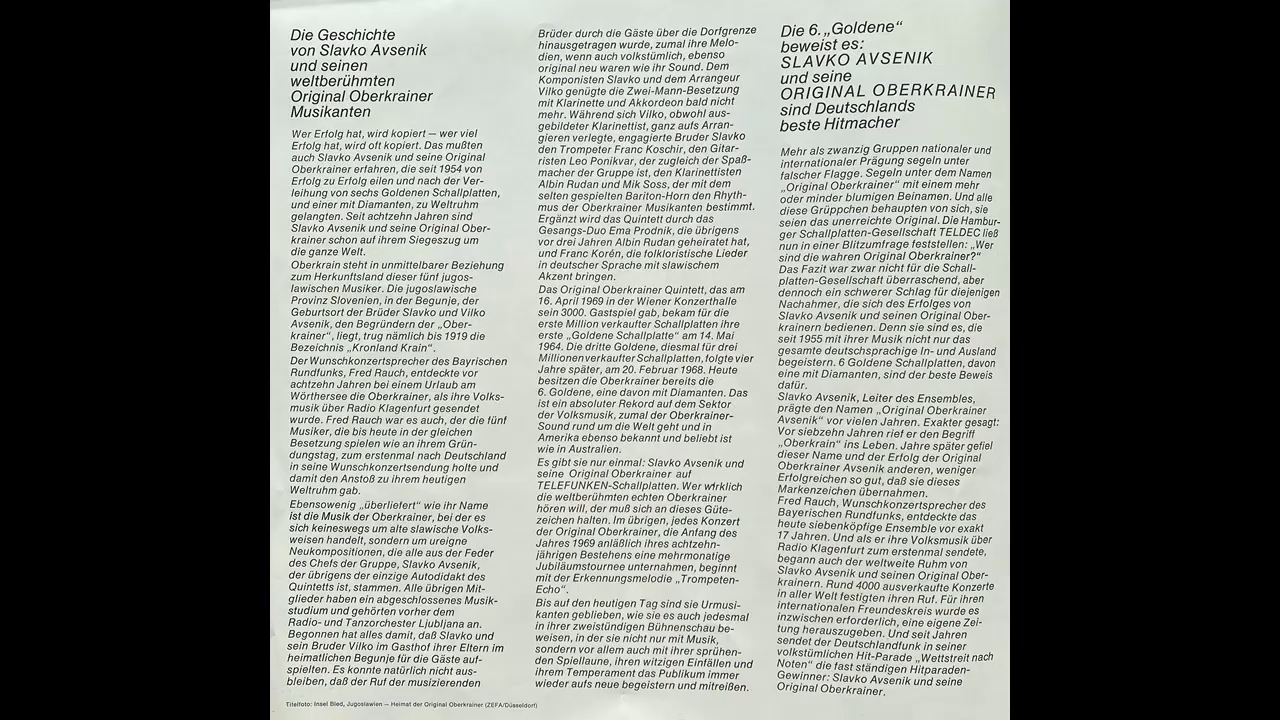 Die Geschichte
von Slavko Avsenik
und seinen
weltberühmten
Original Oberkrainer
Musikanten
Wer Erfolg hat, wird kopiert — wer viel
Erfolg hat, wird oft kopiert. Das mußten
auch Slavko Avsenik und seine Original
Oberkrainer erfahren, die seit 1954 von
Erfolg zu Erfolg eilen und nach der Ver-
leihung von sechs Goldenen Schallplatten,
und einer mit Diamanten, zu Weltruhm
gelangten. Seit achtzehn Jahren sind
Slavko Avsenik und seine Original Ober-
krainer schon auf ihrem Siegeszug um
die ganze Welt.
Oberkrain steht in unmittelbarer Beziehung
zum Herkunftsland dieser fünf jugos-
lawischen Musiker. Die jugoslawische
Provinz Slovenien, in der Begunje, der
Geburtsort der Brüder Slavko und Vilko
Avsenik, den Begründern der „Ober-
krainer“, liegt, trug nämlich bis 1919 die
Bezeichnis „Kronland Krain“.
Der Wunschkonzertsprecher des Bayrischen
Rundfunks, Fred Rauch, entdeckte vor
achtzehn Jahren bei einem Urlaub am
Wörthersee die Oberkrainer, als ihre Volks-
musik über Radio Klagenfurt gesendet
wurde. Fred Rauch war es auch, der die fünf
Musiker, die bis heute in der gleichen
Besetzung spielen wie an ihrem Grün-
dungstag, zum erstenmal nach Deutschland
in seine Wunschkonzertsendung holte und
damit den Anstoß zu ihrem heutigen
Weltruhm gab.
Ebensowenig „überliefert“ wie ihr Name
ist die Musik der Oberkrainer, bei der es
sich keineswegs um alte slawische Volks-
weisen handelt, sondern um ureigne
Neukompositionen, die alle aus der Feder
des Chefs der Gruppe, Slavko Avsenik,
der übrigens der einzige Autodidakt des
Quintetts ist, stammen. Alle übrigen Mit-
glieder haben ein abgeschlossenes Musik-
studium und gehörten vorher dem
Radio- und Tanzorchester Ljubljana an.
Begonnen hat alles damit, daß Slavko und
sein Bruder Vilko im Gasthof ihrer Eltern im
heimatlichen Begunje für die Gäste auf-
spielten. Es konnte natürlich nicht aus-
bleiben, daß der Ruf der musizierenden
Brüder durch die Gäste über die Dorfgrenze
hinausgetragen wurde, zumal ihre Melo-
dien, wenn auch volkstümlich, ebenso
original neu waren wie ihr Sound. Dem
Komponisten Slavko und dem Arrangeur
Vilko genügte die Zwei-Mann-Besetzung
mit Klarinette und Akkordeon bald nicht
mehr. Während sich Vilko, obwohl aus-
gebildeter Klarinettist, ganz aufs Arran-
gieren verlegte, engagierte Bruder Slavko
den Trompeter Franc Koschir, den Gitar-
risten Leo Ponikvar, der zugleich der Spaß-
macher der Gruppe ist, den Klarinettisten
Albin Rudan und Mik Soss, der mit dem
selten gespielten Bariton-Horn den Rhyth-
mus der Oberkrainer Musikanten bestimmt.
Ergänzt wird das Quintett durch das
Gesangs-Duo Ema Prodnik, die übrigens
vor drei Jahren Albin Rudan geheiratet hat,
und Franc Korén, die folkloristische Lieder
in deutscher Sprache mit slawischem
Akzent bringen.
Das Original Oberkrainer Quintett, das am
16. April 1969 in der Wiener Konzerthalle
sein 3000. Gastspiel gab, bekam für die
erste Million verkaufter Schallplatten ihre
erste „Goldene Schallplatte“ am 14. Mai
1964. Die dritte Goldene, diesmal für drei
Millionen verkaufter Schallplatten, folgte vier
Jahre später, am 20. Februar 1968. Heute
besitzen die Oberkrainer bereits die
6. Goldene, eine davon mit Diamanten. Das
ist ein absoluter Rekord auf dem Sektor
der Volksmusik, zumal der Oberkrainer-
Sound rund um die Welt geht und in
Amerika ebenso bekannt und beliebt ist
wie in Australien.
Es gibt sie nur einmal: Slavko Avsenik und
seine Original Oberkrainer auf
TELEFUNKEN-Schallplatten. Wer wirklich
die weltberühmten echten Oberkrainer
hören will, der muß sich an dieses Güte-
zeichen halten. Im übrigen, jedes Konzert
der Original Oberkrainer, die Anfang des
Jahres 1969 anläßlich ihres achtzehn-
jährigen Bestehens eine mehrmonatige
Jubiläumstournee unternahmen, beginnt
mit der Erkennungsmelodie „Trompeten-
Echo“.
Bis auf den heutigen Tag sind sie Urmusi-
kanten geblieben, wie sie es auch jedesmal
in ihrer zweistündigen Bühnenschau be-
weisen, in der sie nicht nur mit Musik,
sondern vor allem auch mit ihrer sprühen-
den Spiellaune, ihren witzigen Einfällen und
ihrem Temperament das Publikum immer
wieder aufs neue begeistern und mitreißen.
Die 6. „Goldene“
beweist es:
SLAVKO AVSENIK
und seine
ORIGINAL OBERKRAINER
sind Deutschlands
beste Hitmacher
Mehr als zwanzig Gruppen nationaler und
internationaler Prägung segeln unter
falscher Flagge. Segeln unter dem Namen
„Original Oberkrainer“ mit einem mehr
oder minder blumigen Beinamen. Und alle
diese Grüppchen behaupten von sich, sie
seien das unerreichte Original. Die Hambur-
ger Schallplatten-Gesellschaft TELDEC ließ
nun in einer Blitzumfrage feststellen: „Wer
sind die wahren Original Oberkrainer?“
Das Fazit war zwar nicht für die Schall-
platten-Gesellschaft überraschend, aber
dennoch ein schwerer Schlag für diejenigen
Nachahmer, die sich des Erfolges von
Slavko Avsenik und seinen Original Ober-
krainern bedienen. Denn sie sind es, die
seit 1955 mit ihrer Musik nicht nur das
gesamte deutschsprachige In- und Ausland
begeistern. 6 Goldene Schallplatten, davon
eine mit Diamanten, sind der beste Beweis
dafür.
Slavko Avsenik, Leiter des Ensembles,
prägte den Namen „Original Oberkrainer
Avsenik“ vor vielen Jahren. Exakter gesagt:
Vor siebzehn Jahren rief er den Begriff
„Oberkrain“ ins Leben. Jahre später gefiel
dieser Name und der Erfolg der Original
Oberkrainer Avsenik anderen, weniger
Erfolgreichen so gut, daß sie dieses
Markenzeichen übernahmen.
Fred Rauch, Wunschkonzertsprecher des
Bayerischen Rundfunks, entdeckte das
heute siebenköpfige Ensemble vor exakt
17 Jahren. Und als er ihre Volksmusik über
Radio Klagenfurt zum erstenmal sendete,
begann auch der weltweite Ruhm von
Slavko Avsenik und seinen Original Ober-
krainern. Rund 4000 ausverkaufte Konzerte
in aller Welt festigten ihren Ruf. Für ihren
internationalen Freundeskreis wurde es
inzwischen erforderlich, eine eigene Zei-
tung herauszugeben. Und seit Jahren
sendet der Deutschlandfunk in seiner
volkstümlichen Hit-Parade „Wettstreit nach
Noten“ die fast ständigen Hitparaden-
Gewinner: Slavko Avsenik und seine
Original Oberkrainer.
Titelfoto: Insel Bled, Jugoslawien — Heimat der Original Oberkrainer (ZEFA/Düsseldorf)